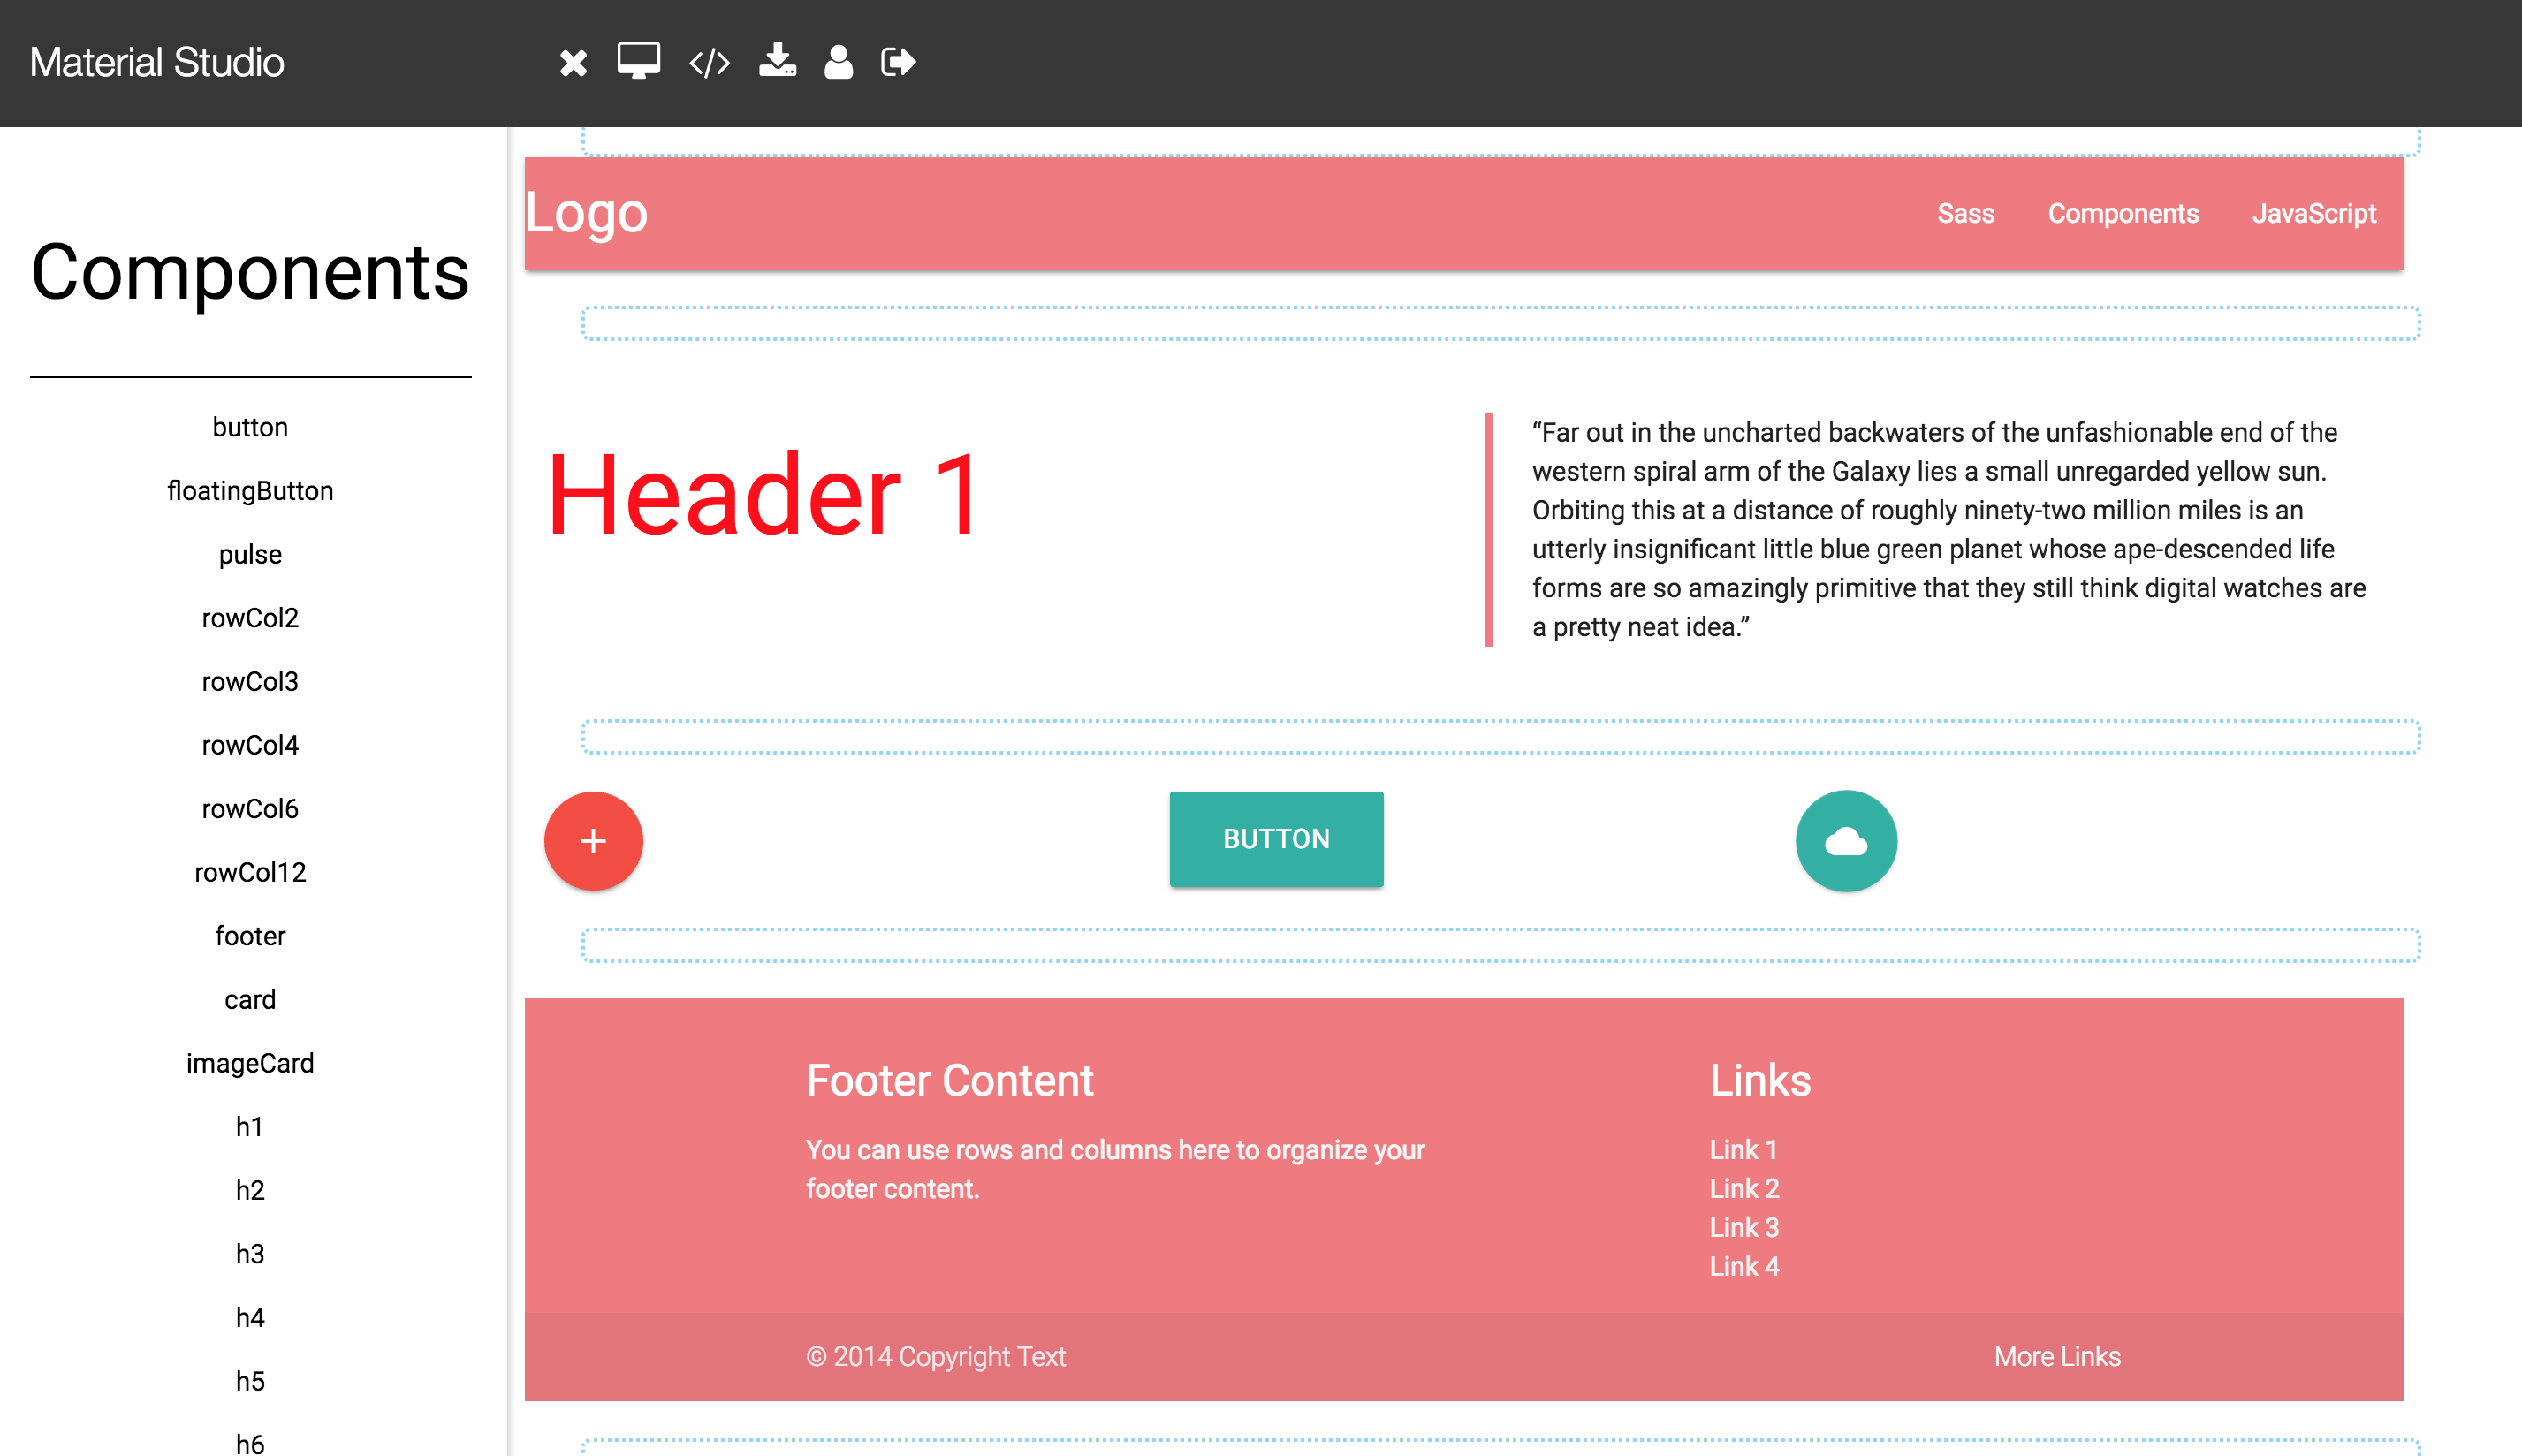 Material Studio
Components
button
floatingButton
pulse
rowCol2
rowCol3
rowCol4
rowCol6
rowCol12
footer
card
imageCard
h1
h2
h3
h4
h5
h6
Logo
Sass Components JavaScript
Header 1
“Far out in the uncharted backwaters of the unfashionable end of the
western spiral arm of the Galaxy lies a small unregarded yellow sun.
Orbiting this at a distance of roughly ninety-two million miles is an
utterly insignificant little blue green planet whose ape-descended life
forms are so amazingly primitive that they still think digital watches are
a pretty neat idea.”
BUTTON
Footer Content
You can use rows and columns here to organize your
footer content.
Links
Link 1
Link 2
Link 3
Link 4
© 2014 Copyright Text
More Links